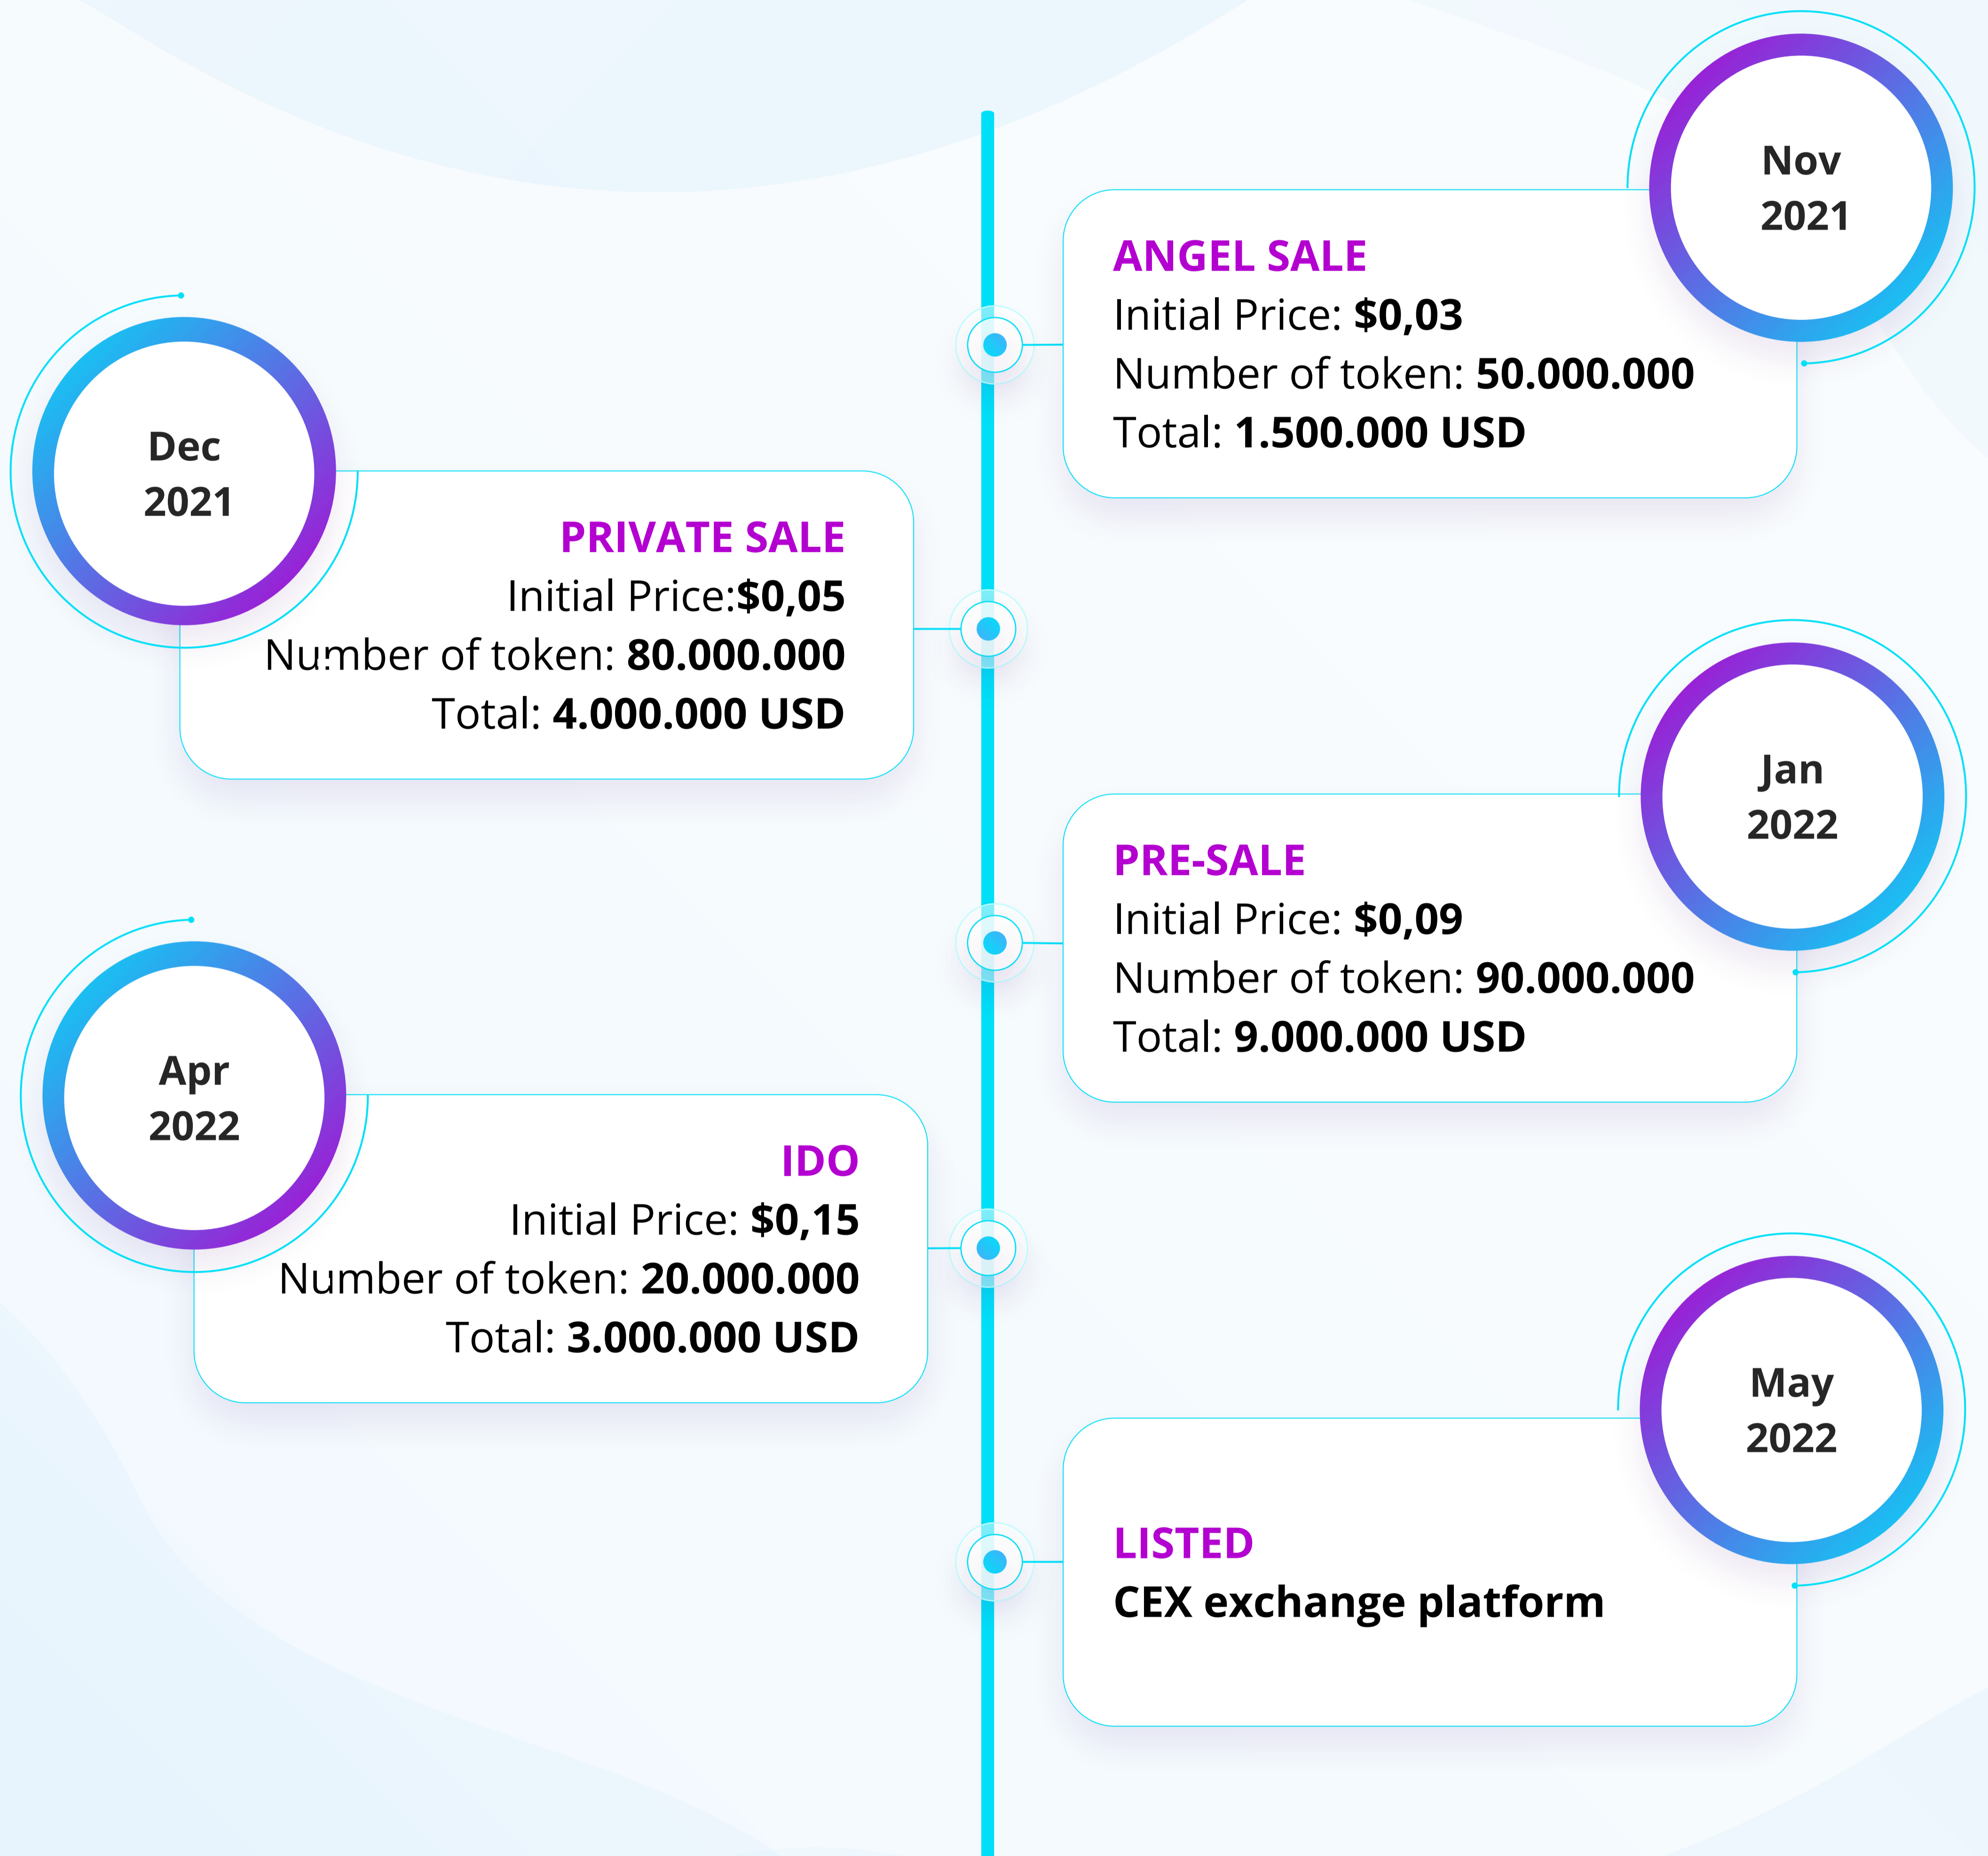 Nov
2021
ANGEL SALE
Initial Price: $0,03
Number of token: 50.000.000
Total: 1.500.000 USD
Dec
2021
PRIVATE SALE
Initial Price:$0,05
Number of token: 80.000.000
Total: 4.000.000 USD
Jan
2022
PRE-SALE
Initial Price: $0,09
Number of token: 90.000.000
Total: 9.000.000 USD
Apr
2022
IDO
Initial Price: $0,15
Number of token: 20.000.000
Total: 3.000.000 USD
May
2022
LISTED
CEX exchange platform